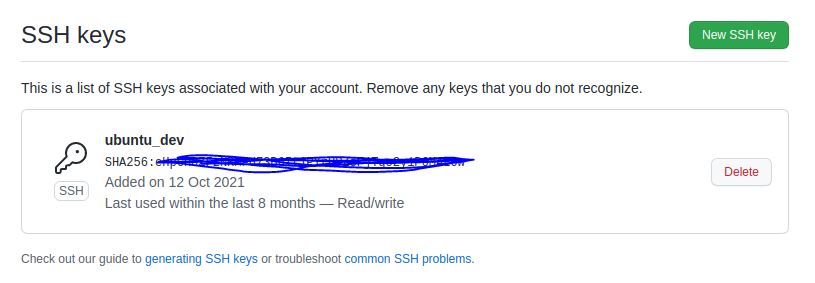 SSH keys
New SSH key
This is a list of SSH keys associated with your account. Remove any keys that you do not recognize.
ubuntu_dev
SHA256:
SSH
Added on 12 Oct 2021
Last used within the last 8 months — Read/write
Delete
Check out our guide to generating SSH keys or troubleshoot common SSH problems.